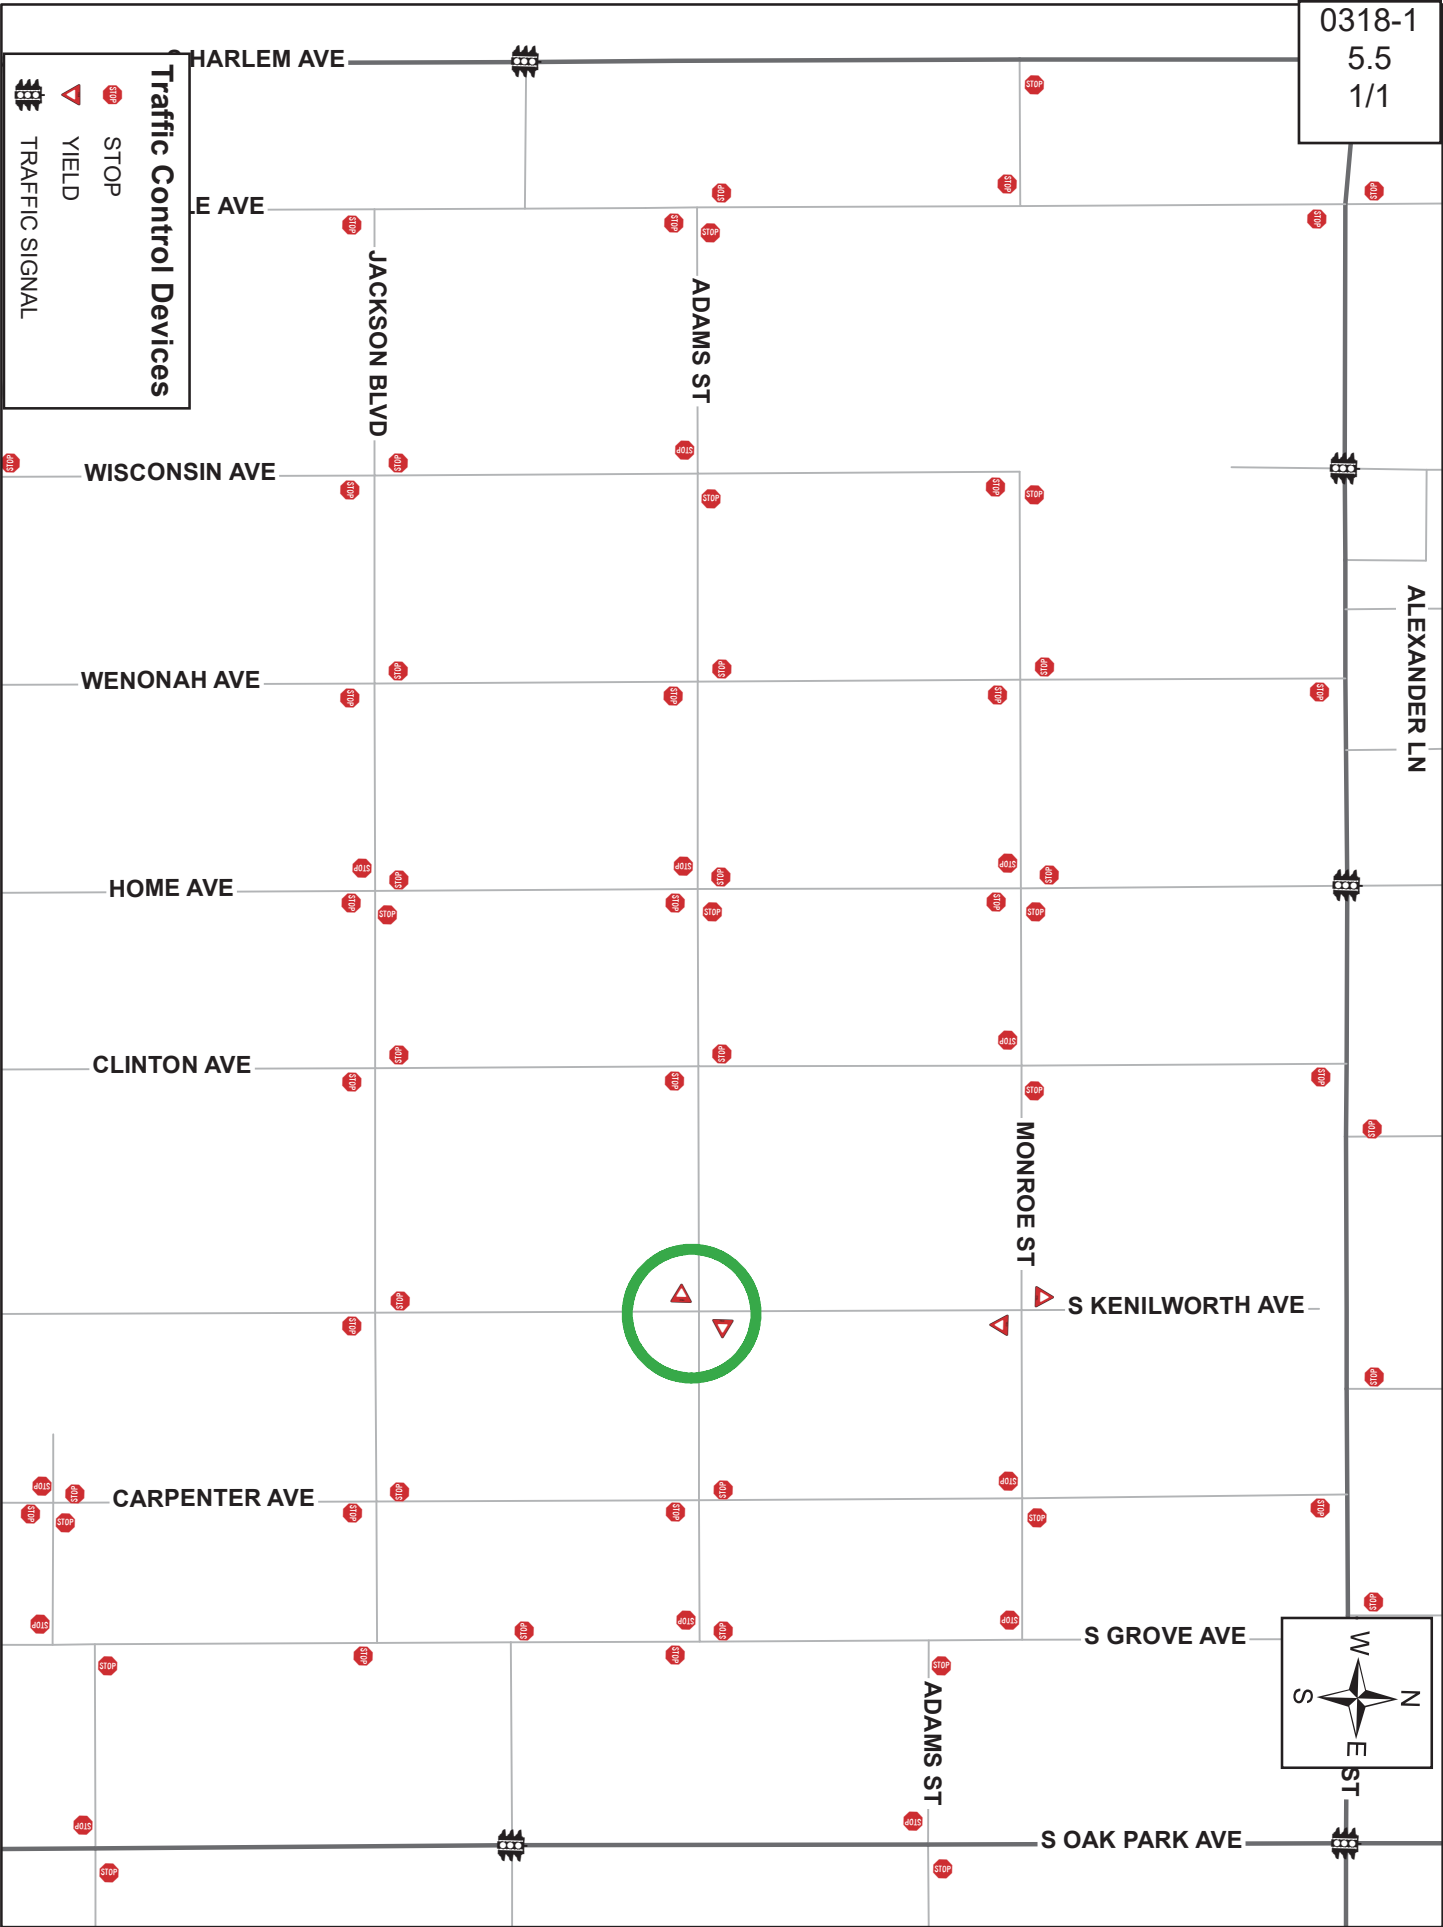 0318-1
5.5
1/1
HARLEM AVE
Traffic Control Devices
STOP
YIELD
TRAFFIC SIGNAL
LE AVE
JACKSON BLVD
ADAMS ST
WISCONSIN AVE
ALEXANDER LN
WENONAH AVE
HOME AVE
CLINTON AVE
MONROE ST
S KENILWORTH AVE
CARPENTER AVE
S GROVE AVE
N
W
E
S
ST
ADAMS ST
S OAK PARK AVE